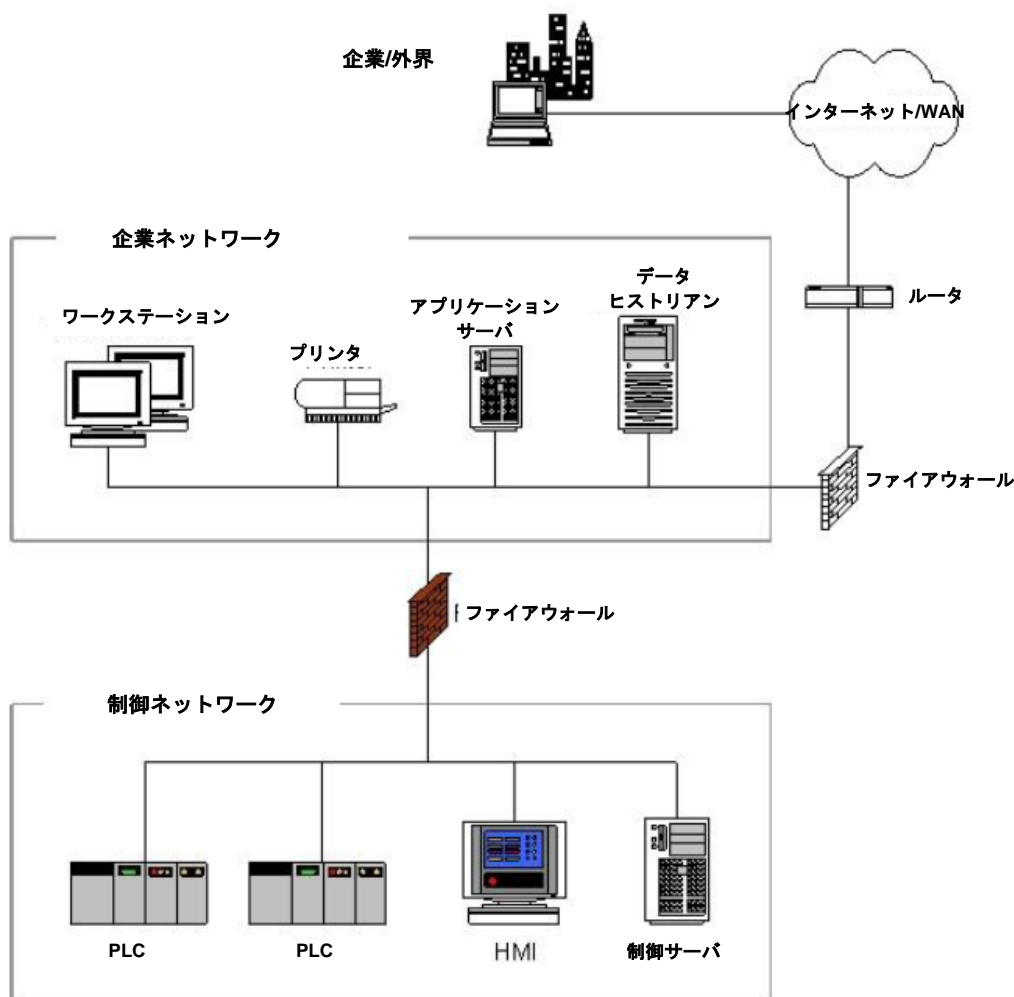 企業/外界
インターネット/WAN
企業ネットワーク
データ
ヒストリアン
ルータ
ワークステーション
アプリケーション
サーバ
プリンタ
ファイアウォール
ファイアウォール
制御ネットワーク
PLC
PLC
HMI
制御サーバ